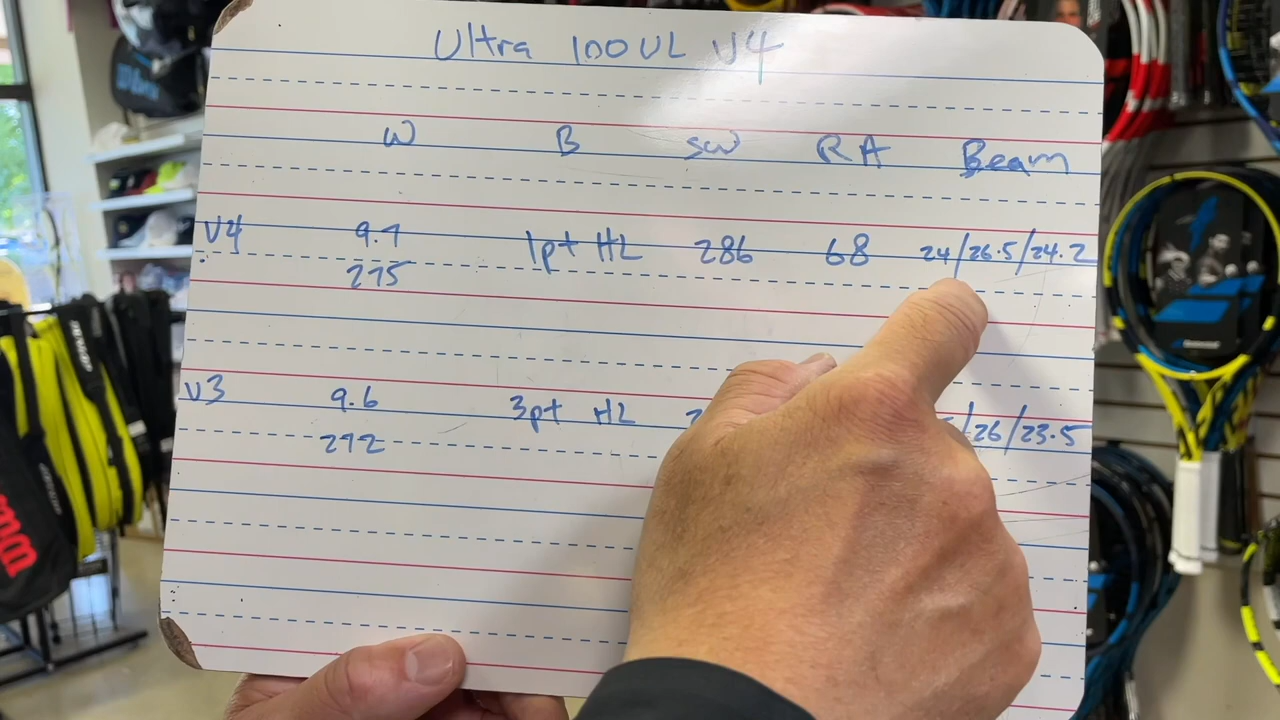 Ultra 100UL V4
W B SW RA Beam
V4 9.7 1pt HL 286 68 24/26.5/24.2
275
V3 9.6 3pt HL /26/23.5
272